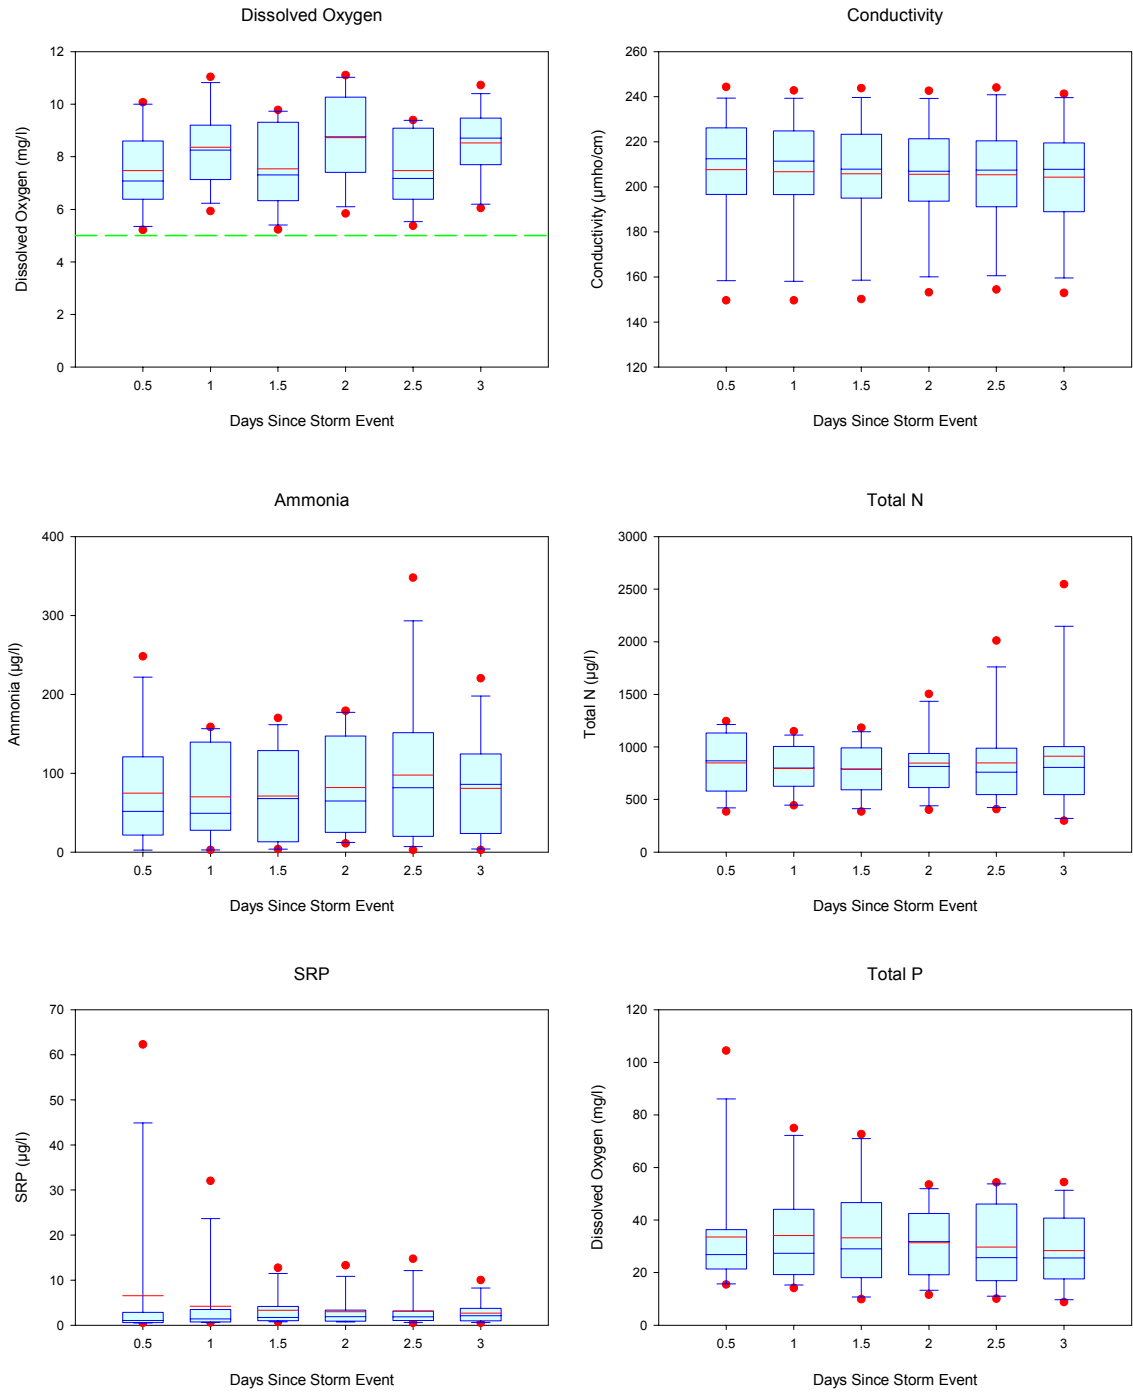 Dissolved Oxygen
Dissolved Oxygen (mg/l)
12
10
8
6
4
2
0
0.5 1 1.5 2 2.5 3
Days Since Storm Event
Conductivity
Conductivity (µmho/cm)
260
240
220
200
180
160
140
120
0.5 1 1.5 2 2.5 3
Days Since Storm Event
Ammonia
Ammonia (µg/l)
400
300
200
100
0
0.5 1 1.5 2 2.5 3
Days Since Storm Event
Total N
Total N (µg/l)
3000
2500
2000
1500
1000
500
0
0.5 1 1.5 2 2.5 3
Days Since Storm Event
SRP
SRP (µg/l)
70
60
50
40
30
20
10
0
0.5 1 1.5 2 2.5 3
Days Since Storm Event
Total P
Dissolved Oxygen (mg/l)
120
100
80
60
40
20
0
0.5 1 1.5 2 2.5 3
Days Since Storm Event